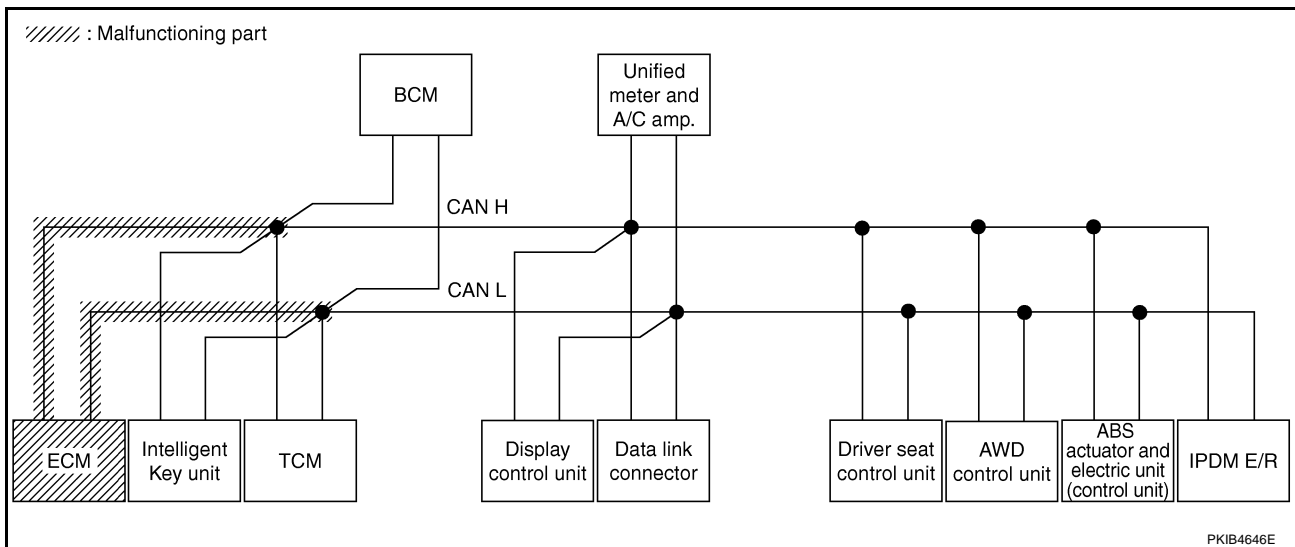 : Malfunctioning part
BCM
Unified
meter and
A/C amp.
CAN H
CAN L
ECM
Intelligent
Key unit
TCM
Display
control unit
Data link
connector
Driver seat
control unit
AWD
control unit
ABS
actuator and
electric unit
(control unit)
IPDM E/R
PKIB4646E